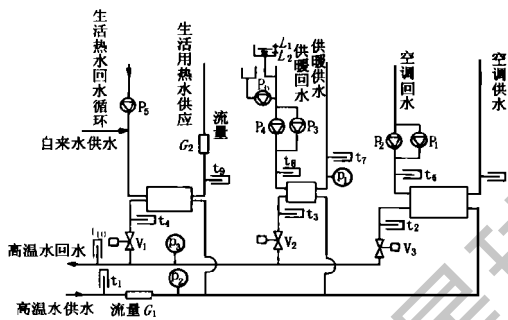 生活热水回水循环
生活用热水供应
供暖回水
供暖供水
空调回水
空调供水
L₁
L₂
P₆
P₅
P₄
P₃
P₂
P₁
流量
G₂
自来水供水
t₉
t₈
t₇
p₁
t₆
t₄
t₃
t₂
V₁
V₂
V₃
p₃
p₂
高温水回水
t₁₀
t₁
高温水供水
流量 G₁